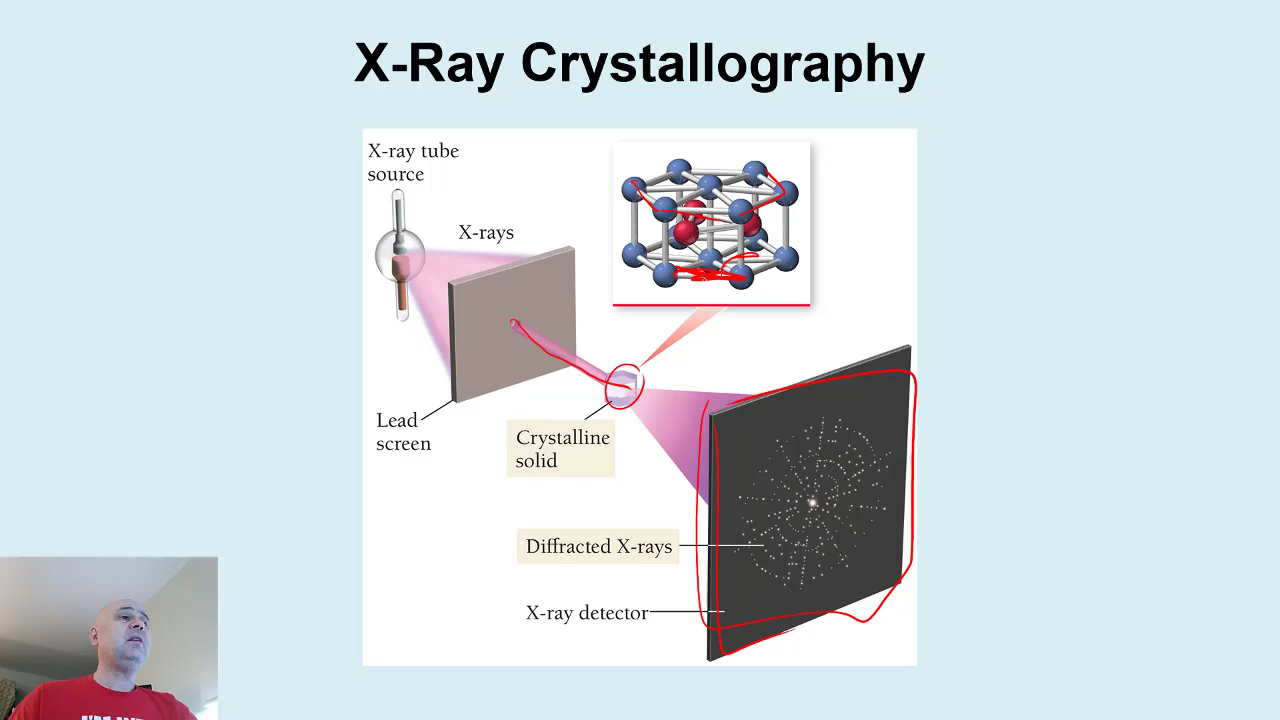 X-Ray Crystallography
X-ray tube
source
X-rays
Lead
screen
Crystalline
solid
Diffracted X-rays
X-ray detector